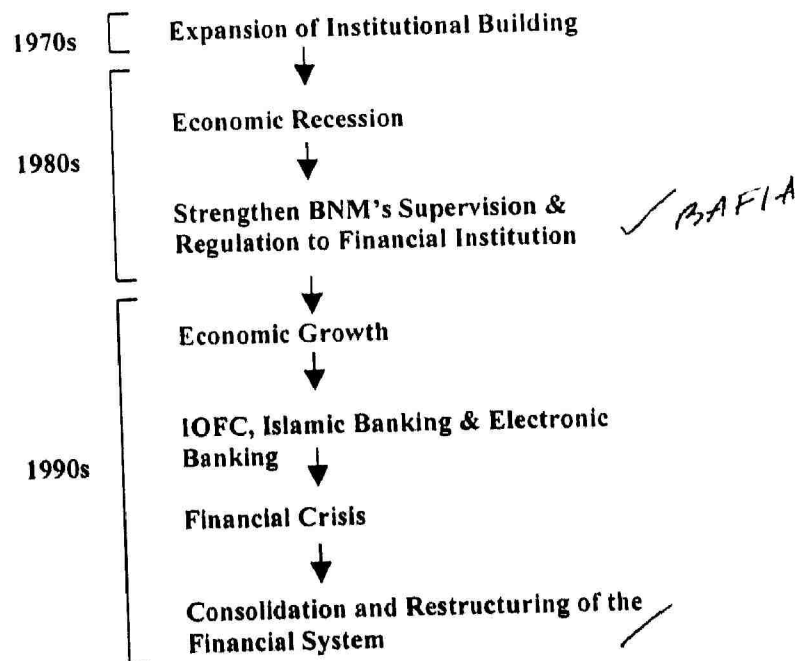 1970s
Expansion of Institutional Building
Economic Recession
1980s
Strengthen BNM's Supervision &
Regulation to Financial Institution
BAFIA
Economic Growth
IOFC, Islamic Banking & Electronic
Banking
1990s
Financial Crisis
Consolidation and Restructuring of the
Financial System